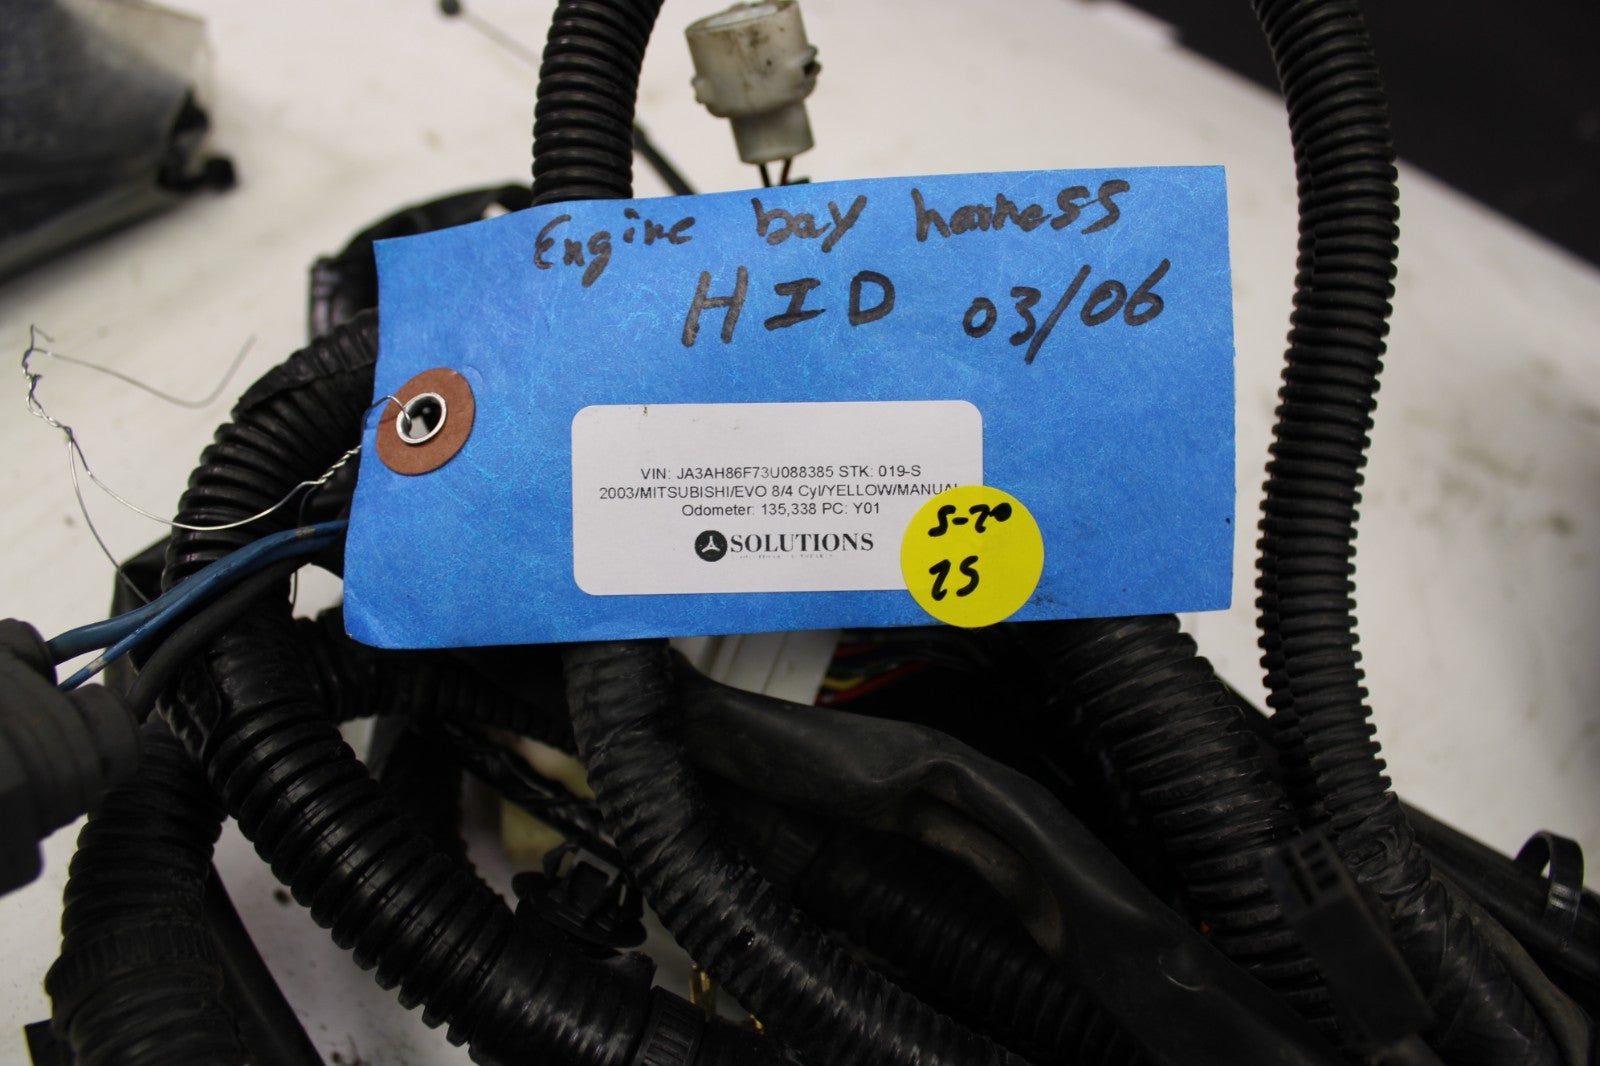 Engine bay harness
HID 03/06
VIN: JA3AH86F73U088385 STK: 019-S
2003/MITSUBISHI/EVO 8/4 Cyl/YELLOW/MANUAL
Odometer: 135,338 PC: Y01
SOLUTIONS
S-20
25